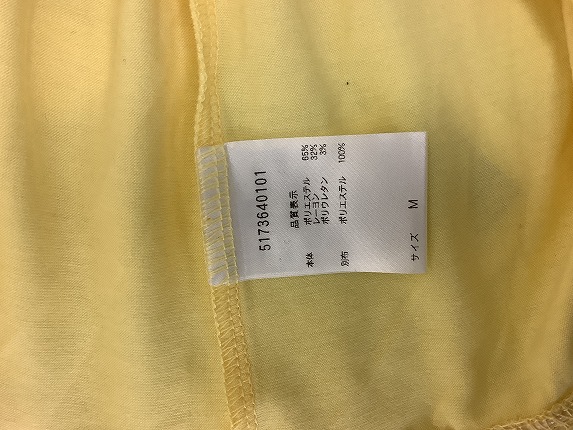 5173640101
品質表示
本体 ポリエステル 65%
レーヨン 32%
ポリウレタン 3%
別布 ポリエステル 100%
サイズ M